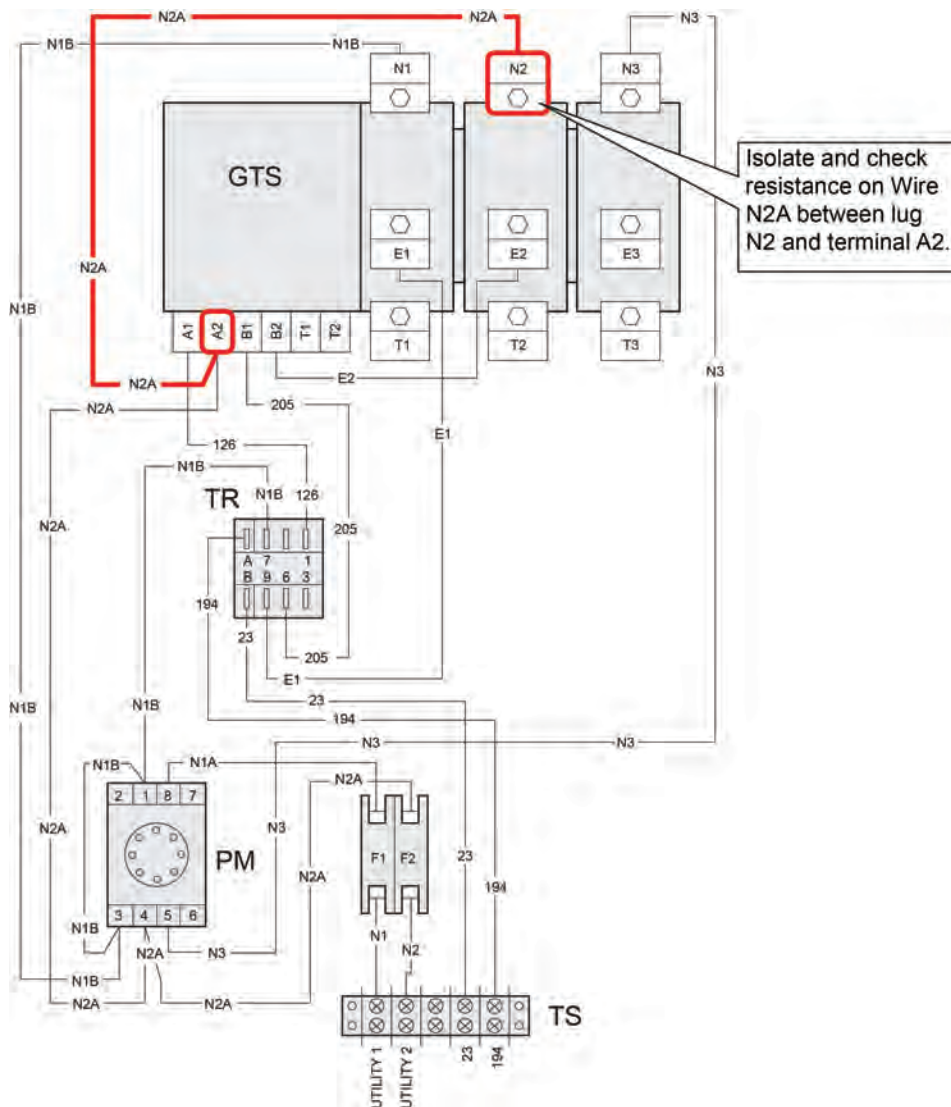 N2A N2A N3
N1B N1B
N1 N2 N3
GTS
Isolate and check
resistance on Wire
N2A between lug
N2 and terminal A2.
E1 E2 E3
N2A
N1B
A1 A2 B1 B2 T1 T2
T1 T2 T3
N3
E2
N2A
N2A
205
E1
126
N1B
TR N1B 126
N2A
205
A 7 1
B 9 6 3
194
23
205
E1
23
N1B
N1B
194
N1B N1A N3 N3
N2A
2 1 8 7
N2A
N3
PM
F1 F2
23
N2A
194
3 4 5 6
N1B
N1
N2A
N3
N2
N1B
N2A
N2A
TS
UTILITY 1
UTILITY 2
23
194